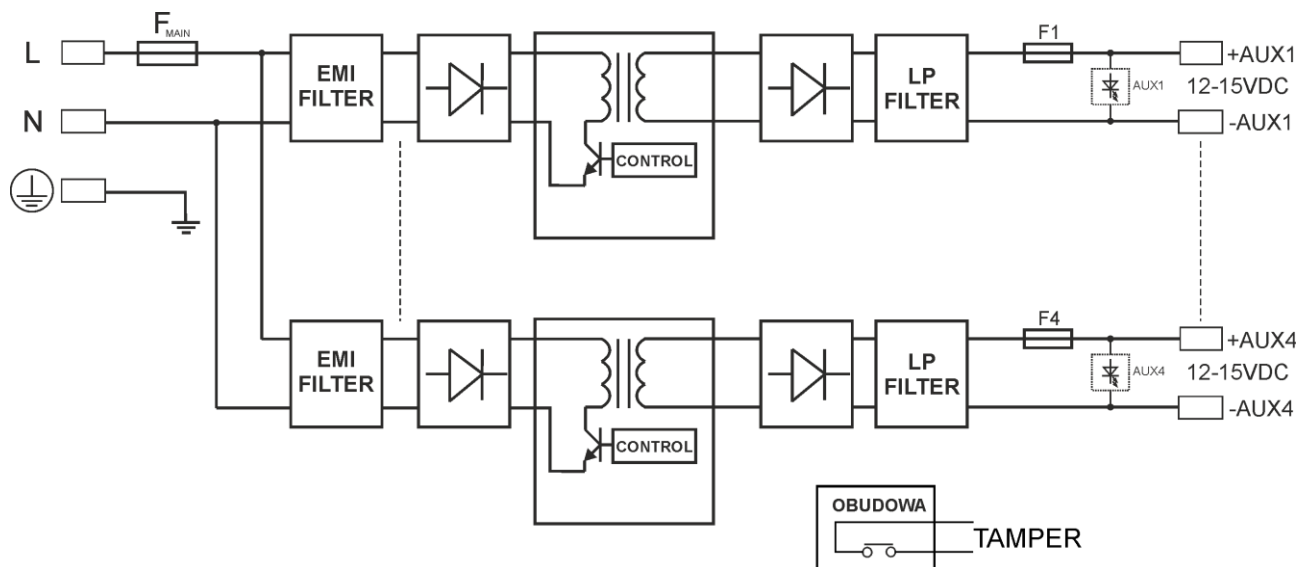 L
F MAIN
N
EMI
FILTER
CONTROL
LP
FILTER
F1
AUX1
+AUX1
12-15VDC
-AUX1
EMI
FILTER
CONTROL
LP
FILTER
F4
AUX4
+AUX4
12-15VDC
-AUX4
OBUDOWA
TAMPER